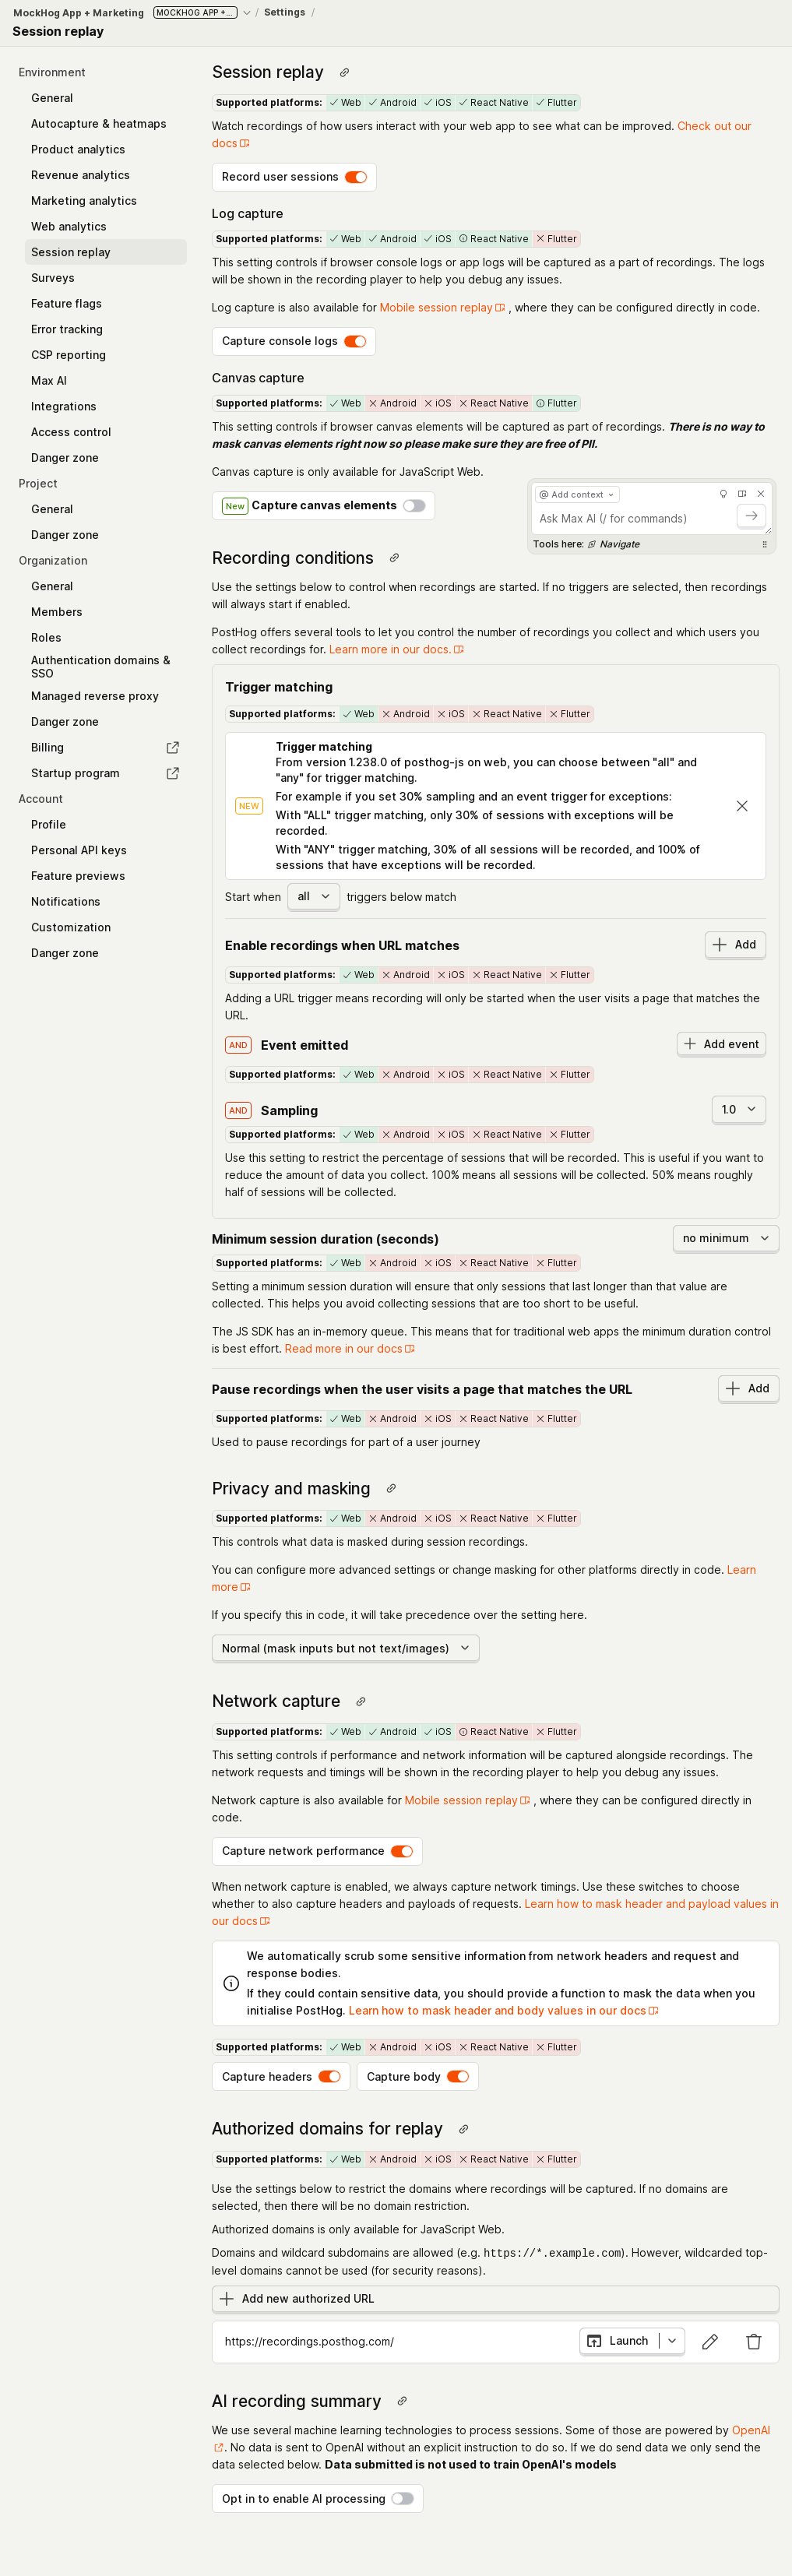 MockHog App + Marketing MOCKHOG APP +... / Settings /
Session replay
Environment
General
Autocapture & heatmaps
Product analytics
Revenue analytics
Marketing analytics
Web analytics
Session replay
Surveys
Feature flags
Error tracking
CSP reporting
Max AI
Integrations
Access control
Danger zone
Project
General
Danger zone
Organization
General
Members
Roles
Authentication domains &
SSO
Managed reverse proxy
Danger zone
Billing
Startup program
Account
Profile
Personal API keys
Feature previews
Notifications
Customization
Danger zone
Session replay
Supported platforms: Web Android iOS React Native Flutter
Watch recordings of how users interact with your web app to see what can be improved. Check out our
docs
Record user sessions
Log capture
Supported platforms: Web Android iOS React Native Flutter
This setting controls if browser console logs or app logs will be captured as a part of recordings. The logs
will be shown in the recording player to help you debug any issues.
Log capture is also available for Mobile session replay , where they can be configured directly in code.
Capture console logs
Canvas capture
Supported platforms: Web Android iOS React Native Flutter
This setting controls if browser canvas elements will be captured as part of recordings. There is no way to
mask canvas elements right now so please make sure they are free of PII.
Canvas capture is only available for JavaScript Web.
New Capture canvas elements
@ Add context
Ask Max AI (/ for commands)
Tools here: Navigate
Recording conditions
Use the settings below to control when recordings are started. If no triggers are selected, then recordings
will always start if enabled.
PostHog offers several tools to let you control the number of recordings you collect and which users you
collect recordings for. Learn more in our docs.
Trigger matching
Supported platforms: Web Android iOS React Native Flutter
NEW
Trigger matching
From version 1.238.0 of posthog-js on web, you can choose between "all" and
"any" for trigger matching.
For example if you set 30% sampling and an event trigger for exceptions:
With "ALL" trigger matching, only 30% of sessions with exceptions will be
recorded.
With "ANY" trigger matching, 30% of all sessions will be recorded, and 100% of
sessions that have exceptions will be recorded.
Start when all triggers below match
Enable recordings when URL matches Add
Supported platforms: Web Android iOS React Native Flutter
Adding a URL trigger means recording will only be started when the user visits a page that matches the
URL.
AND Event emitted Add event
Supported platforms: Web Android iOS React Native Flutter
AND Sampling 1.0
Supported platforms: Web Android iOS React Native Flutter
Use this setting to restrict the percentage of sessions that will be recorded. This is useful if you want to
reduce the amount of data you collect. 100% means all sessions will be collected. 50% means roughly
half of sessions will be collected.
Minimum session duration (seconds) no minimum
Supported platforms: Web Android iOS React Native Flutter
Setting a minimum session duration will ensure that only sessions that last longer than that value are
collected. This helps you avoid collecting sessions that are too short to be useful.
The JS SDK has an in-memory queue. This means that for traditional web apps the minimum duration control
is best effort. Read more in our docs
Pause recordings when the user visits a page that matches the URL Add
Supported platforms: Web Android iOS React Native Flutter
Used to pause recordings for part of a user journey
Privacy and masking
Supported platforms: Web Android iOS React Native Flutter
This controls what data is masked during session recordings.
You can configure more advanced settings or change masking for other platforms directly in code. Learn
more
If you specify this in code, it will take precedence over the setting here.
Normal (mask inputs but not text/images)
Network capture
Supported platforms: Web Android iOS React Native Flutter
This setting controls if performance and network information will be captured alongside recordings. The
network requests and timings will be shown in the recording player to help you debug any issues.
Network capture is also available for Mobile session replay , where they can be configured directly in
code.
Capture network performance
When network capture is enabled, we always capture network timings. Use these switches to choose
whether to also capture headers and payloads of requests. Learn how to mask header and payload values in
our docs
We automatically scrub some sensitive information from network headers and request and
response bodies.
If they could contain sensitive data, you should provide a function to mask the data when you
initialise PostHog. Learn how to mask header and body values in our docs
Supported platforms: Web Android iOS React Native Flutter
Capture headers Capture body
Authorized domains for replay
Supported platforms: Web Android iOS React Native Flutter
Use the settings below to restrict the domains where recordings will be captured. If no domains are
selected, then there will be no domain restriction.
Authorized domains is only available for JavaScript Web.
Domains and wildcard subdomains are allowed (e.g. https://*.example.com). However, wildcarded top-
level domains cannot be used (for security reasons).
Add new authorized URL
https://recordings.posthog.com/ Launch
AI recording summary
We use several machine learning technologies to process sessions. Some of those are powered by OpenAI
. No data is sent to OpenAI without an explicit instruction to do so. If we do send data we only send the
data selected below. Data submitted is not used to train OpenAI's models
Opt in to enable AI processing